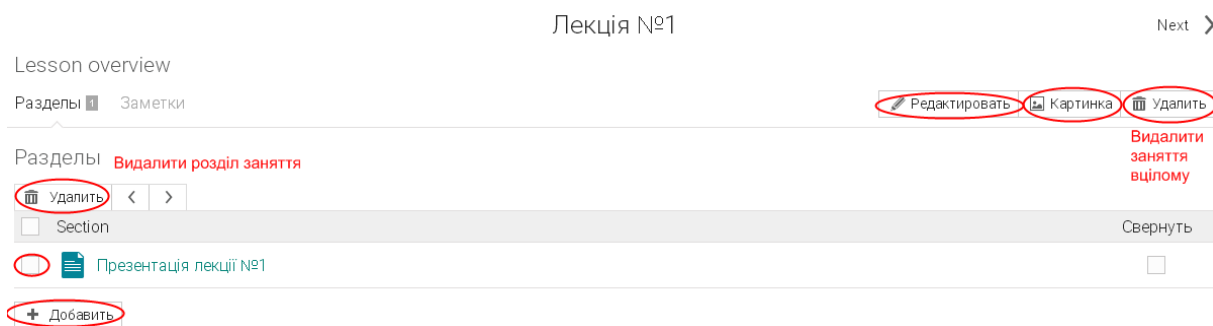 Лекція №1
Next
Lesson overview
Разделы 1 Заметки
Редактировать Картинка Удалить
Видалити
заняття
вцілому
Разделы Видалити розділ заняття
Удалить
Section Свернуть
Презентація лекції №1
Добавить